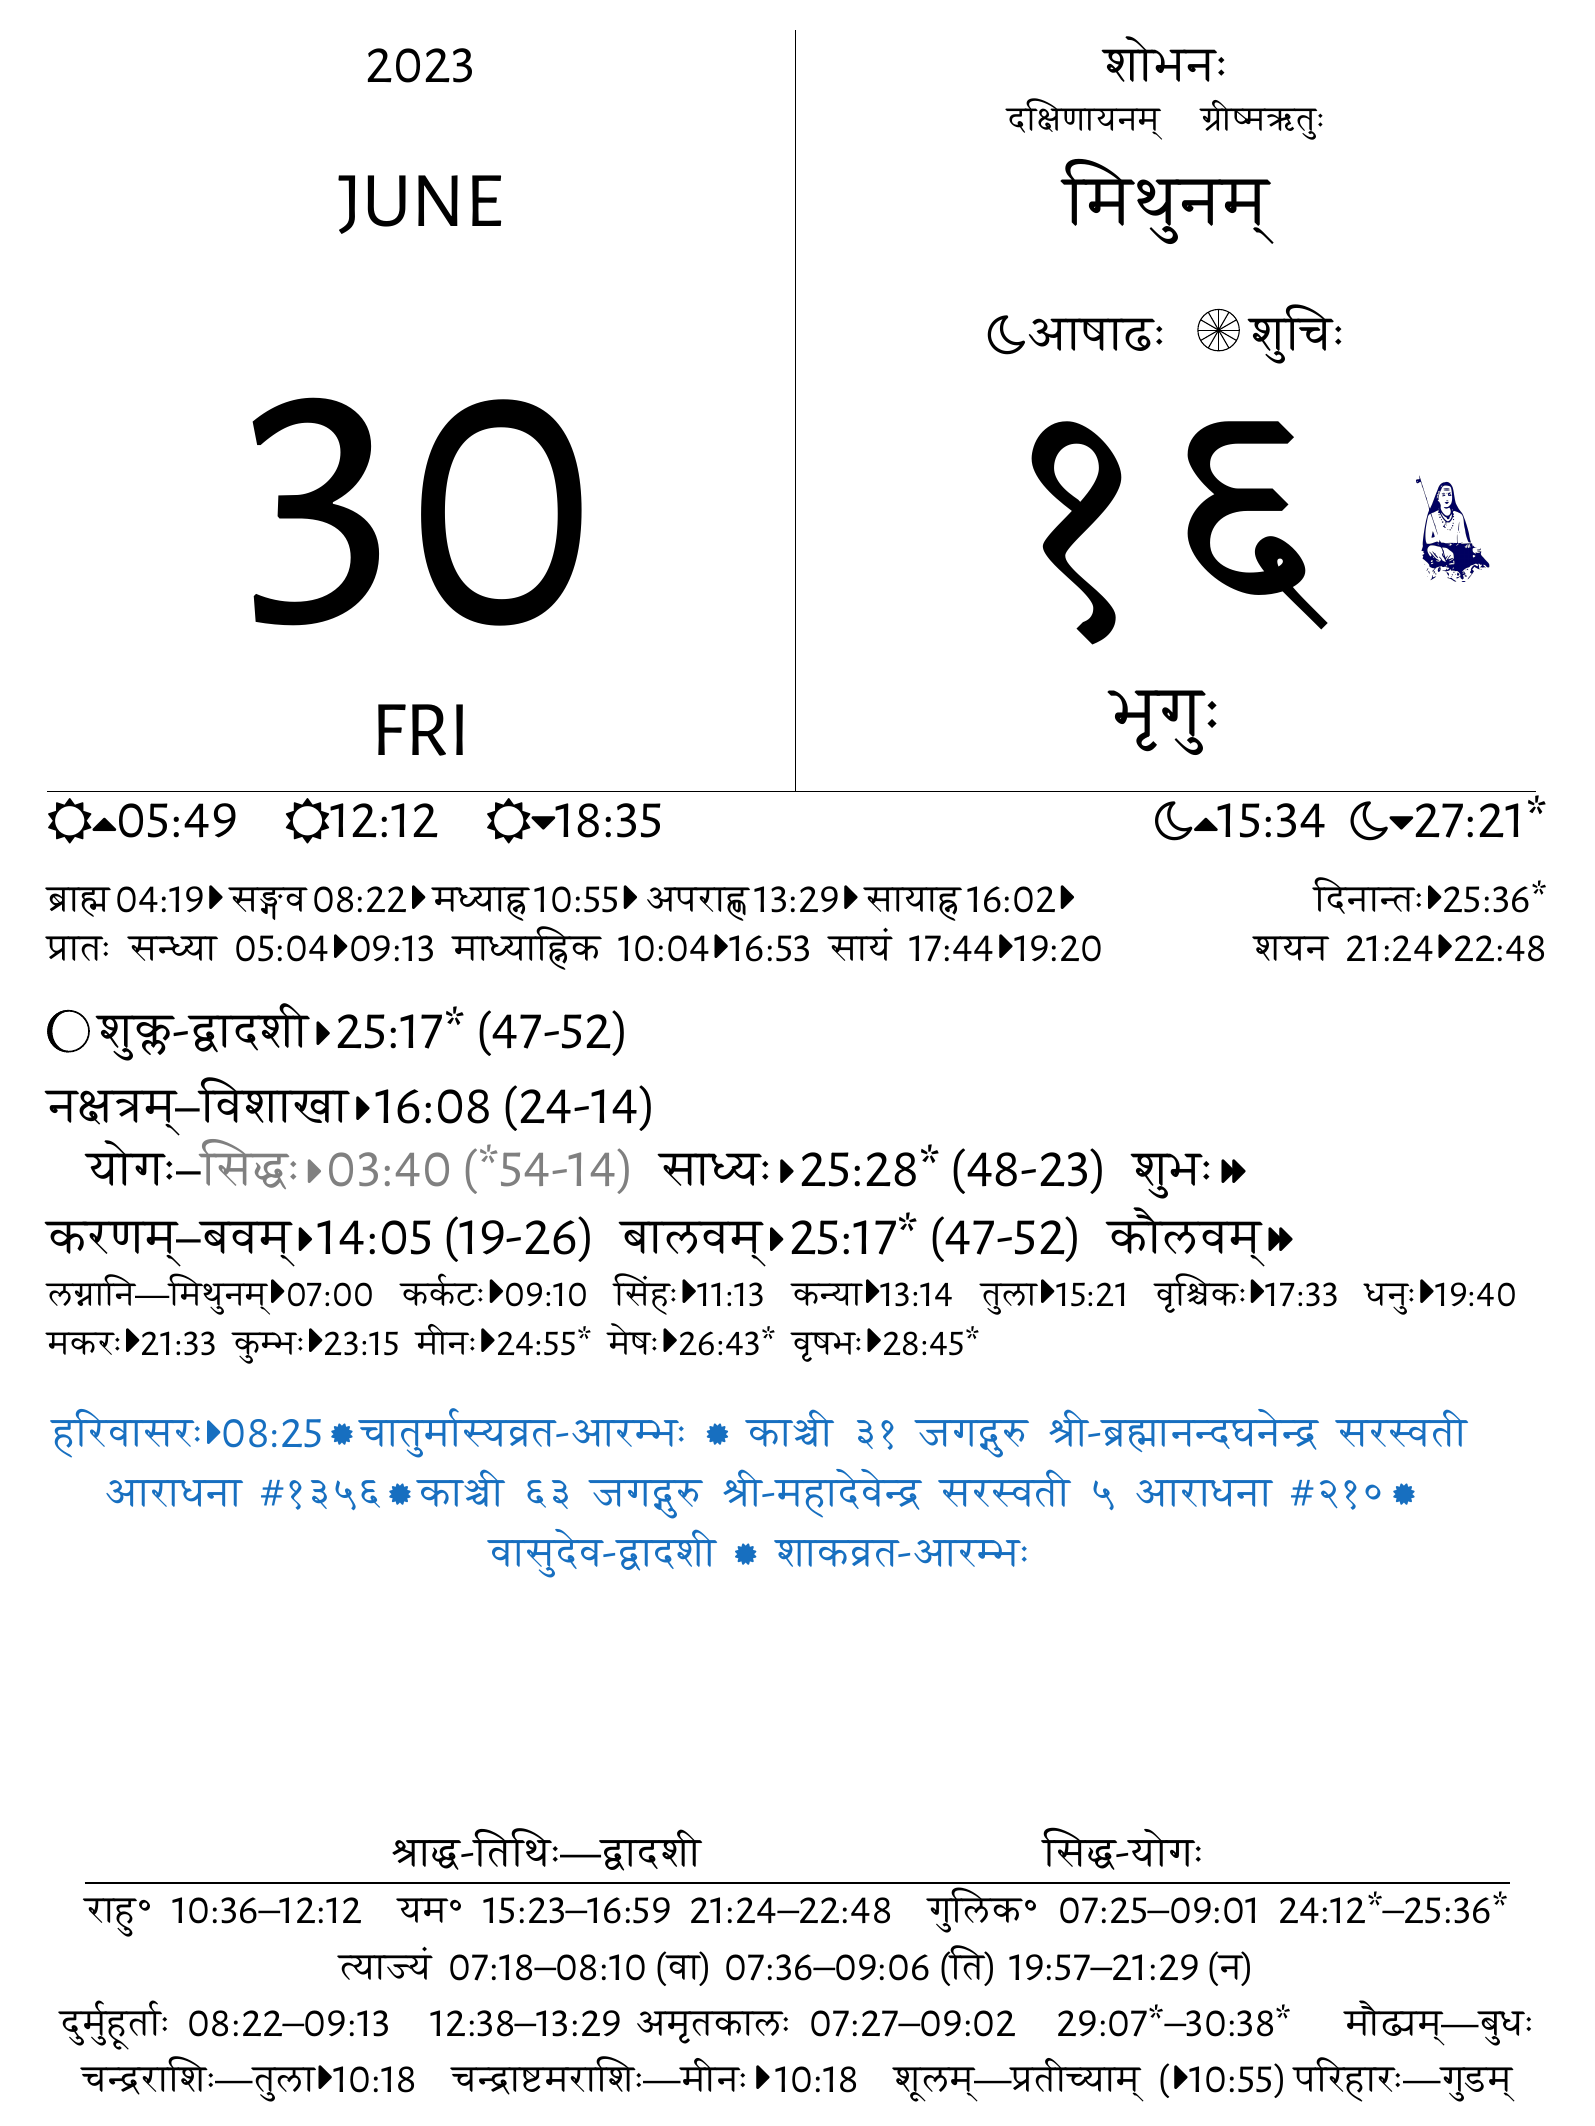 2023
JUNE
30
FRI
शोभनः
दक्षिणायनम् ग्रीष्मऋतुः
मिथुनम्
आषाढः शुचिः
१६
भृगुः
05:49 12:12 18:35 15:34 27:21*
ब्राह्म 04:19 सङ्गव 08:22 मध्याह्न 10:55 अपराह्ण 13:29 सायाह्न 16:02 दिनान्तः 25:36*
प्रातः सन्ध्या 05:04 09:13 माध्याह्निक 10:04 16:53 सायं 17:44 19:20 शयन 21:24 22:48
शुक्ल-द्वादशी 25:17* (47-52)
नक्षत्रम्–विशाखा 16:08 (24-14)
योगः–सिद्धः 03:40 (*54-14) साध्यः 25:28* (48-23) शुभः
करणम्–बवम् 14:05 (19-26) बालवम् 25:17* (47-52) कौलवम्
लग्नानि—मिथुनम् 07:00 कर्कटः 09:10 सिंहः 11:13 कन्या 13:14 तुला 15:21 वृश्चिकः 17:33 धनुः 19:40
मकरः 21:33 कुम्भः 23:15 मीनः 24:55* मेषः 26:43* वृषभः 28:45*
हरिवासरः 08:25 चातुर्मास्यव्रत-आरम्भः काञ्ची ३१ जगद्गुरु श्री-ब्रह्मानन्दघनेन्द्र सरस्वती
आराधना #१३५६ काञ्ची ६३ जगद्गुरु श्री-महादेवेन्द्र सरस्वती ५ आराधना #२१०
वासुदेव-द्वादशी शाकव्रत-आरम्भः
श्राद्ध-तिथिः—द्वादशी सिद्ध-योगः
राहु॰ 10:36–12:12 यम॰ 15:23–16:59 21:24–22:48 गुलिक॰ 07:25–09:01 24:12*–25:36*
त्याज्यं 07:18–08:10 (वा) 07:36–09:06 (ति) 19:57–21:29 (न)
दुर्मुहूर्ताः 08:22–09:13 12:38–13:29 अमृतकालः 07:27–09:02 29:07*–30:38* मौढ्यम्—बुधः
चन्द्रराशिः—तुला 10:18 चन्द्राष्टमराशिः—मीनः 10:18 शूलम्—प्रतीच्याम् ( 10:55) परिहारः—गुडम्